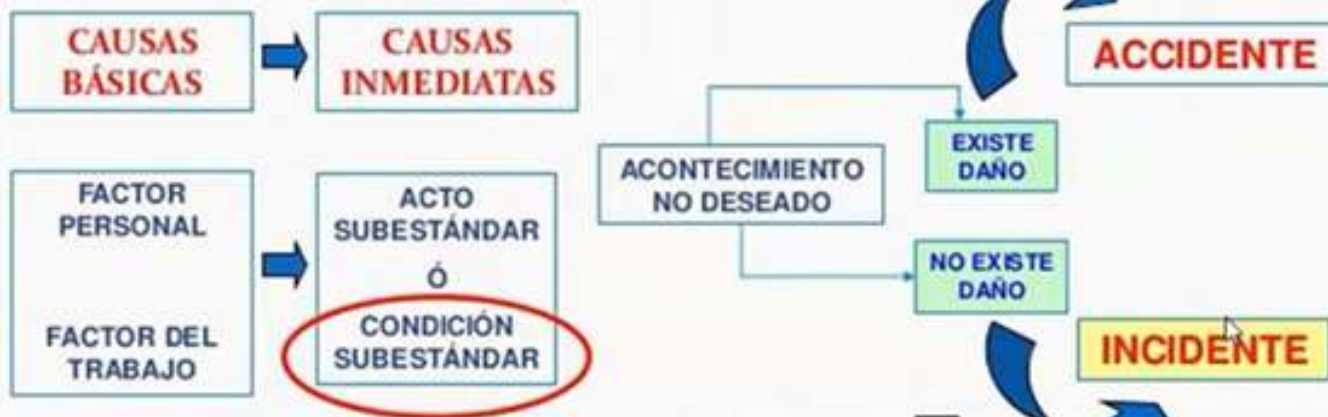 CAUSAS
BÁSICAS
CAUSAS
INMEDIATAS
FACTOR
PERSONAL
FACTOR DEL
TRABAJO
ACTO
SUBESTÁNDAR
Ó
CONDICIÓN
SUBESTÁNDAR
ACONTECIMIENTO
NO DESEADO
EXISTE
DAÑO
ACCIDENTE
NO EXISTE
DAÑO
INCIDENTE